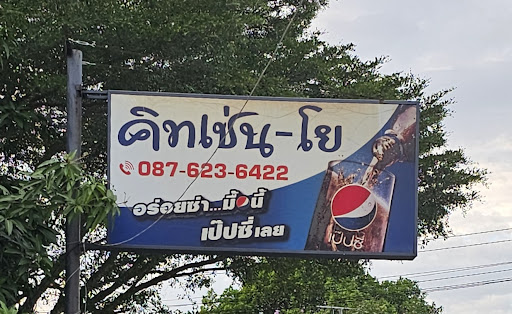 คิทเช่น-โย
087-623-6422
อร่อยซ่า...มื้อนี้
เป๊ปซี่เลย
เป๊ปซี่